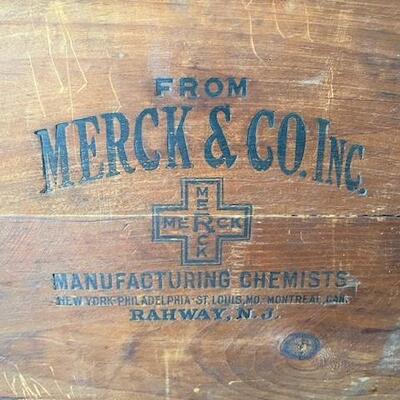 FROM
MERCK & CO. INC.
MERCK
MERCK
MANUFACTURING CHEMISTS
NEW YORK-PHILADELPHIA-ST. LOUIS, MO. MONTREAL, CAN.
RAHWAY, N. J.